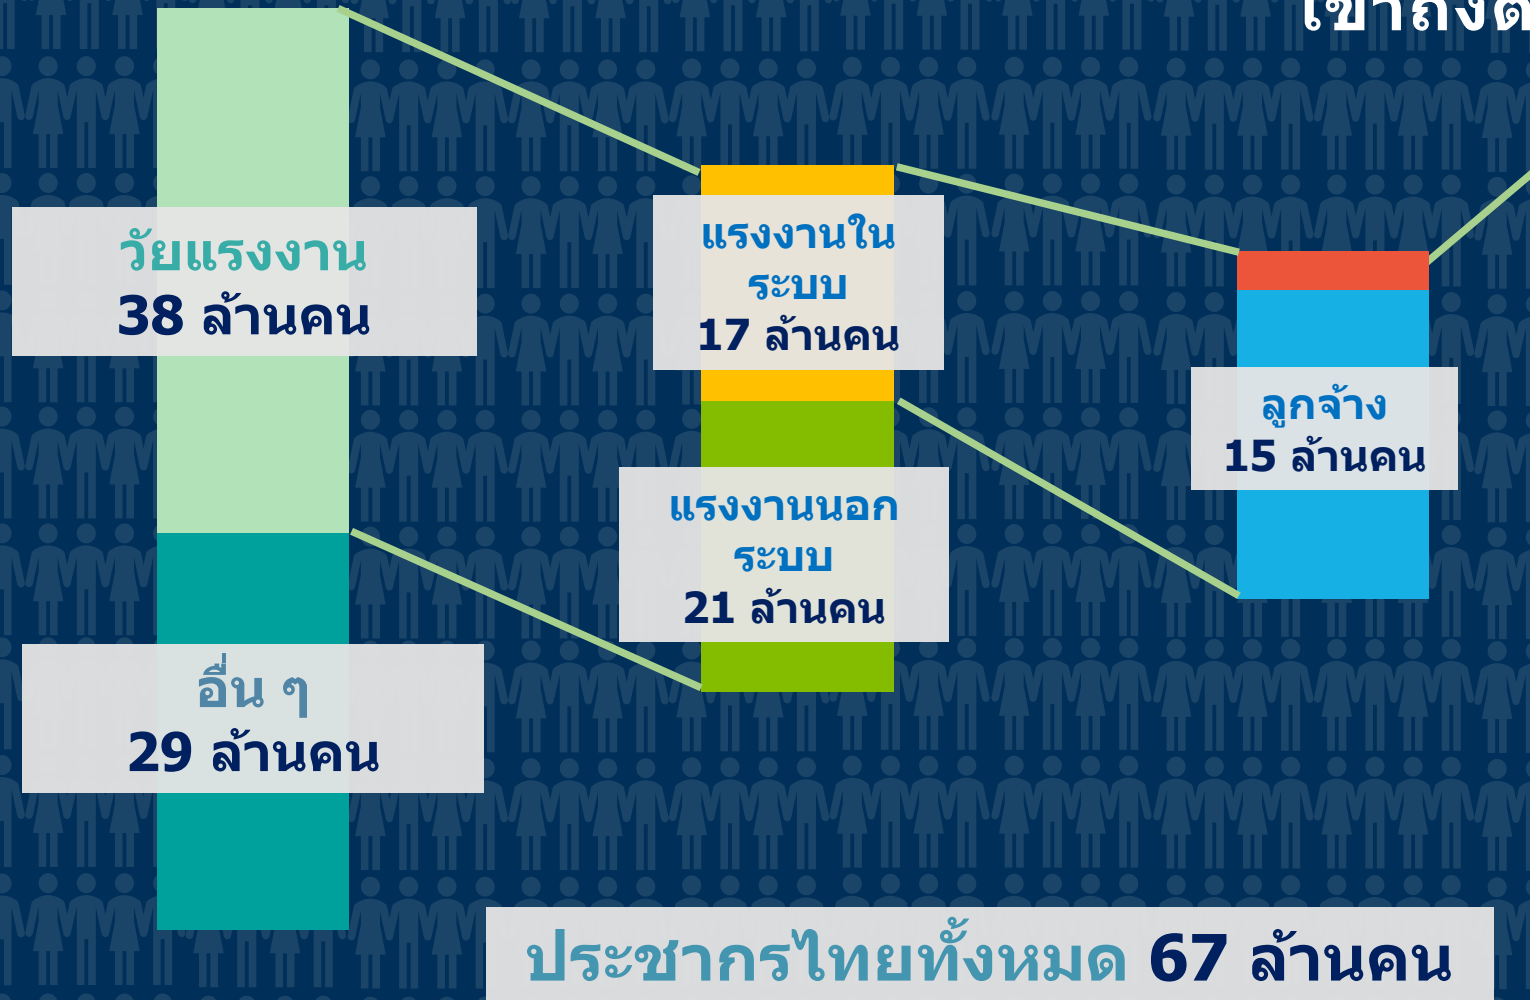 วัยแรงงาน
38 ล้านคน
แรงงานใน
ระบบ
17 ล้านคน
ลูกจ้าง
15 ล้านคน
แรงงานนอก
ระบบ
21 ล้านคน
อื่น ๆ
29 ล้านคน
ประชากรไทยทั้งหมด 67 ล้านคน